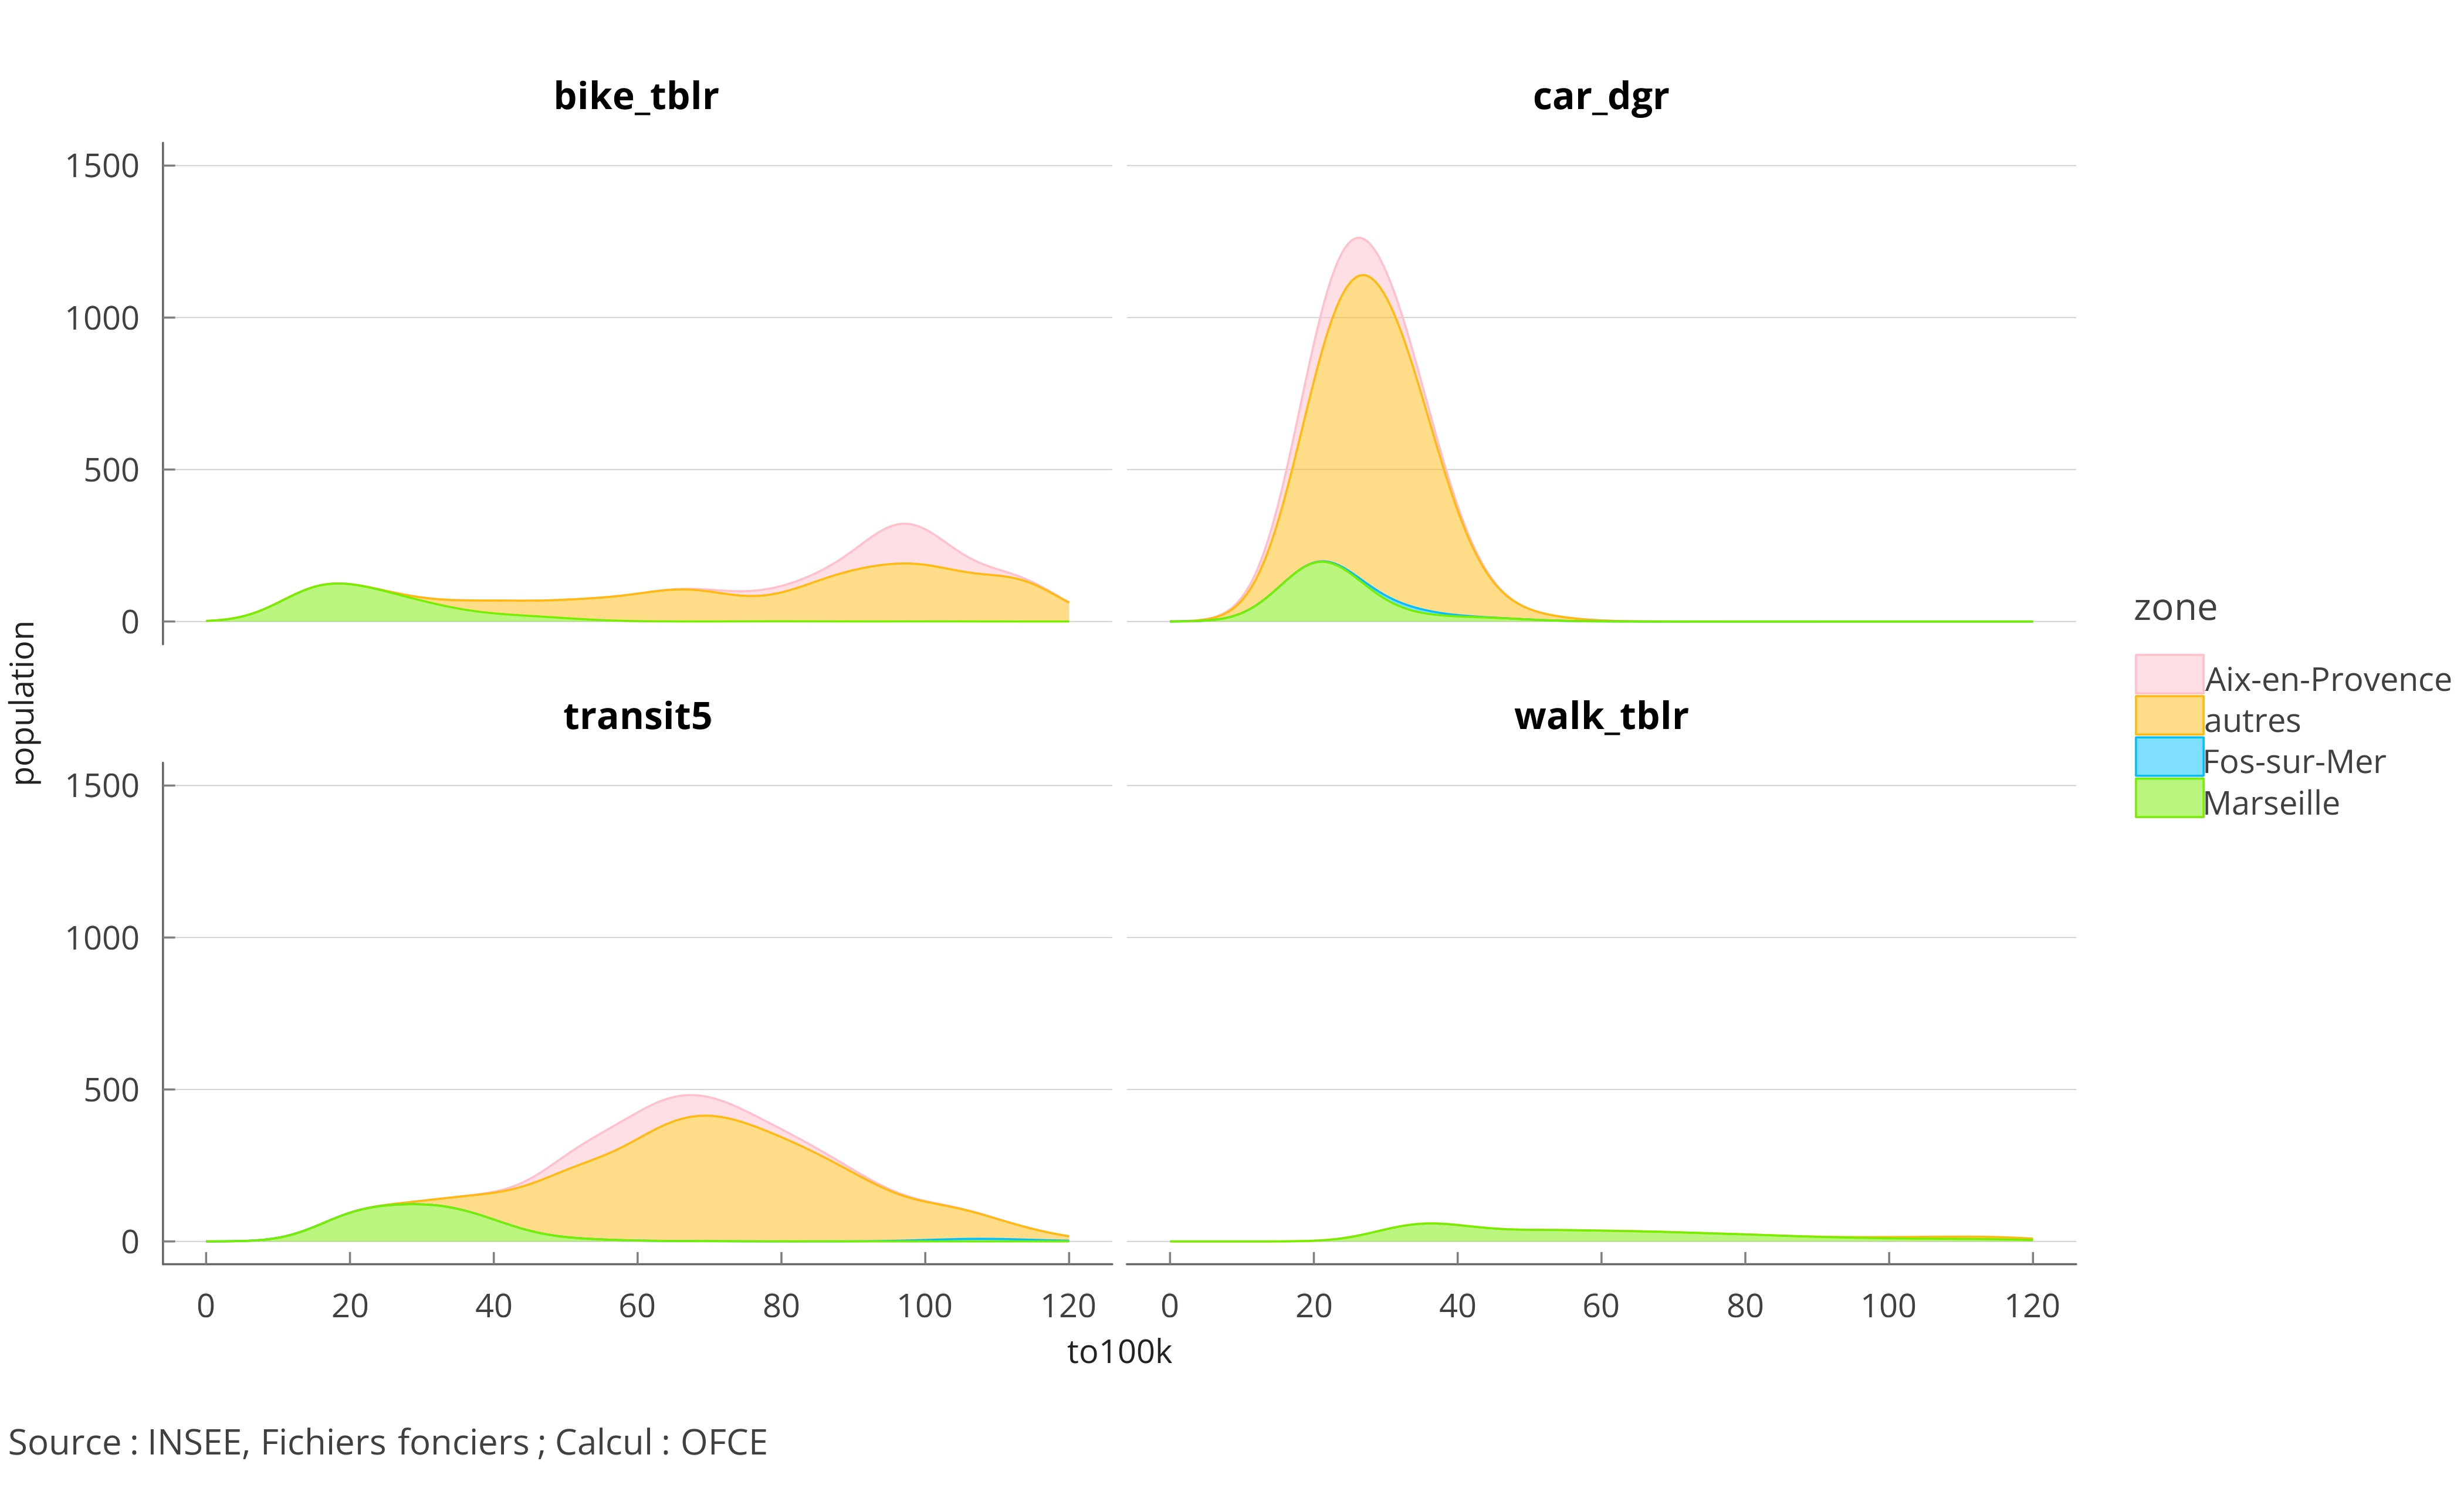 bike_tblr
car_dgr
1500
1000
500
0
population
transit5
walk_tblr
1500
1000
500
0
0 20 40 60 80 100 120
0 20 40 60 80 100 120
to100k
zone
Aix-en-Provence
autres
Fos-sur-Mer
Marseille
Source : INSEE, Fichiers fonciers ; Calcul : OFCE